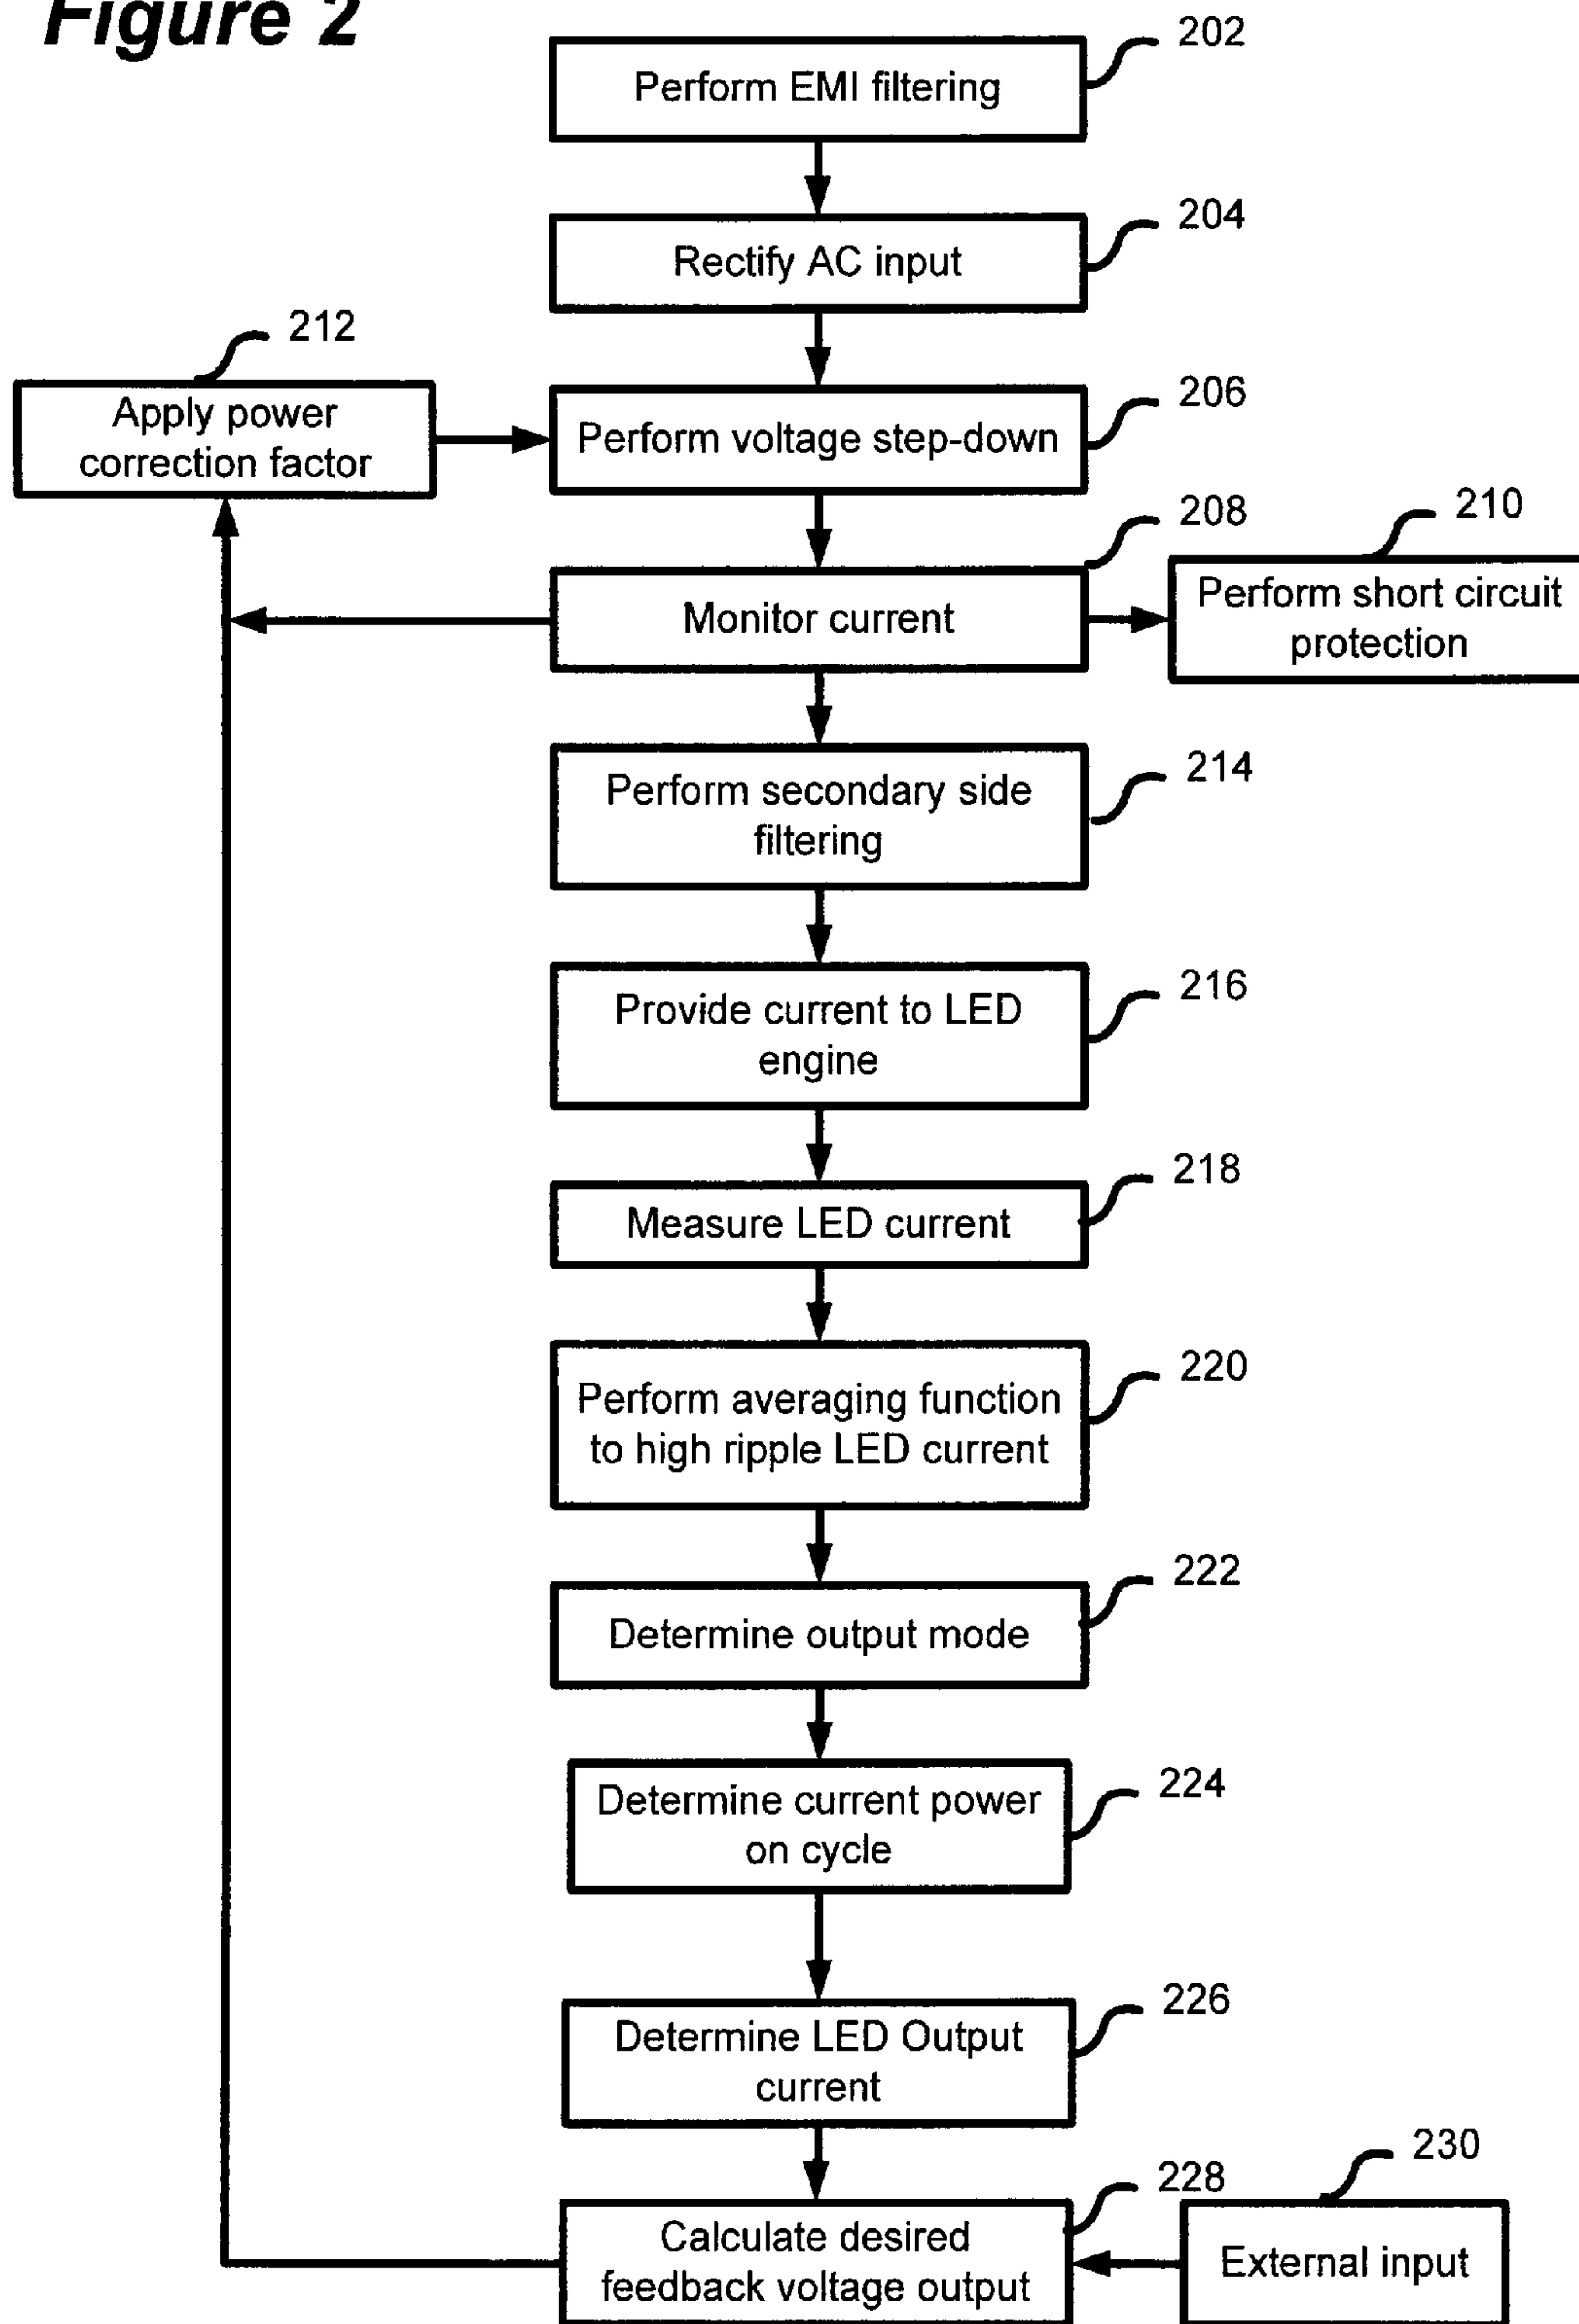 Figure 2
202
Perform EMI filtering
204
Rectify AC input
212
Apply power
correction factor
206
Perform voltage step-down
208
Monitor current
210
Perform short circuit
protection
214
Perform secondary side
filtering
216
Provide current to LED
engine
218
Measure LED current
220
Perform averaging function
to high ripple LED current
222
Determine output mode
224
Determine current power
on cycle
226
Determine LED Output
current
228
Calculate desired
feedback voltage output
230
External input